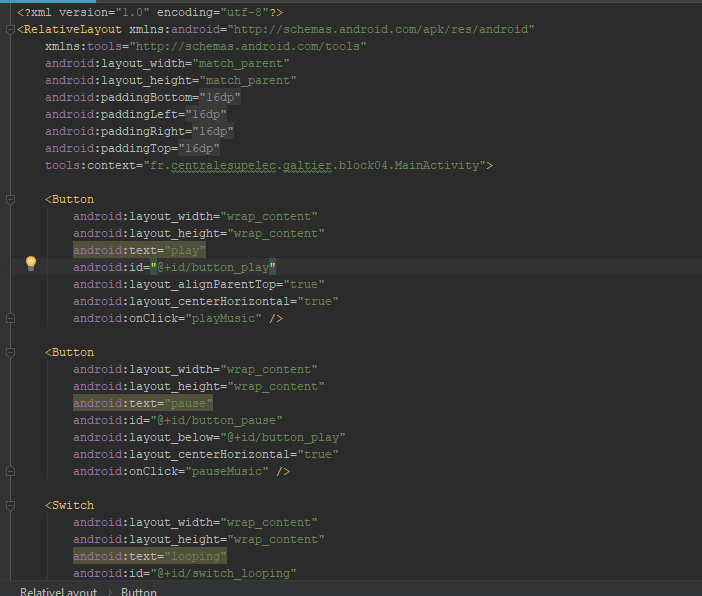 <?xml version="1.0" encoding="utf-8"?>
<RelativeLayout xmlns:android="http://schemas.android.com/apk/res/android"
    xmlns:tools="http://schemas.android.com/tools"
    android:layout_width="match_parent"
    android:layout_height="match_parent"
    android:paddingBottom="16dp"
    android:paddingLeft="16dp"
    android:paddingRight="16dp"
    android:paddingTop="16dp"
    tools:context="fr.centralesupelec.galtier.block04.MainActivity">

    <Button
        android:layout_width="wrap_content"
        android:layout_height="wrap_content"
        android:text="play"
        android:id="@+id/button_play"
        android:layout_alignParentTop="true"
        android:layout_centerHorizontal="true"
        android:onClick="playMusic" />

    <Button
        android:layout_width="wrap_content"
        android:layout_height="wrap_content"
        android:text="pause"
        android:id="@+id/button_pause"
        android:layout_below="@+id/button_play"
        android:layout_centerHorizontal="true"
        android:onClick="pauseMusic" />

    <Switch
        android:layout_width="wrap_content"
        android:layout_height="wrap_content"
        android:text="looping"
        android:id="@+id/switch_looping"
RelativeLayout > Button